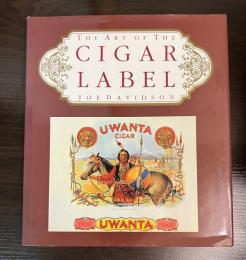 THE ART OF THE
CIGAR
LABEL
JOE DAVIDSON
UWANTA
CIGAR
UWANTA